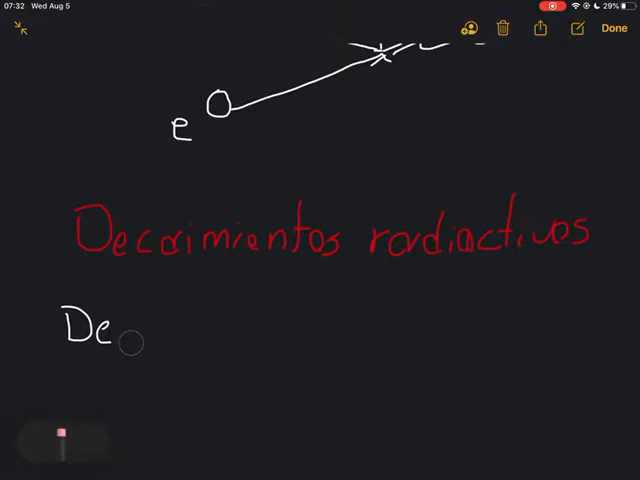 07:32 Wed Aug 5 29%
Done
e
Decaimientos radiactivos
De